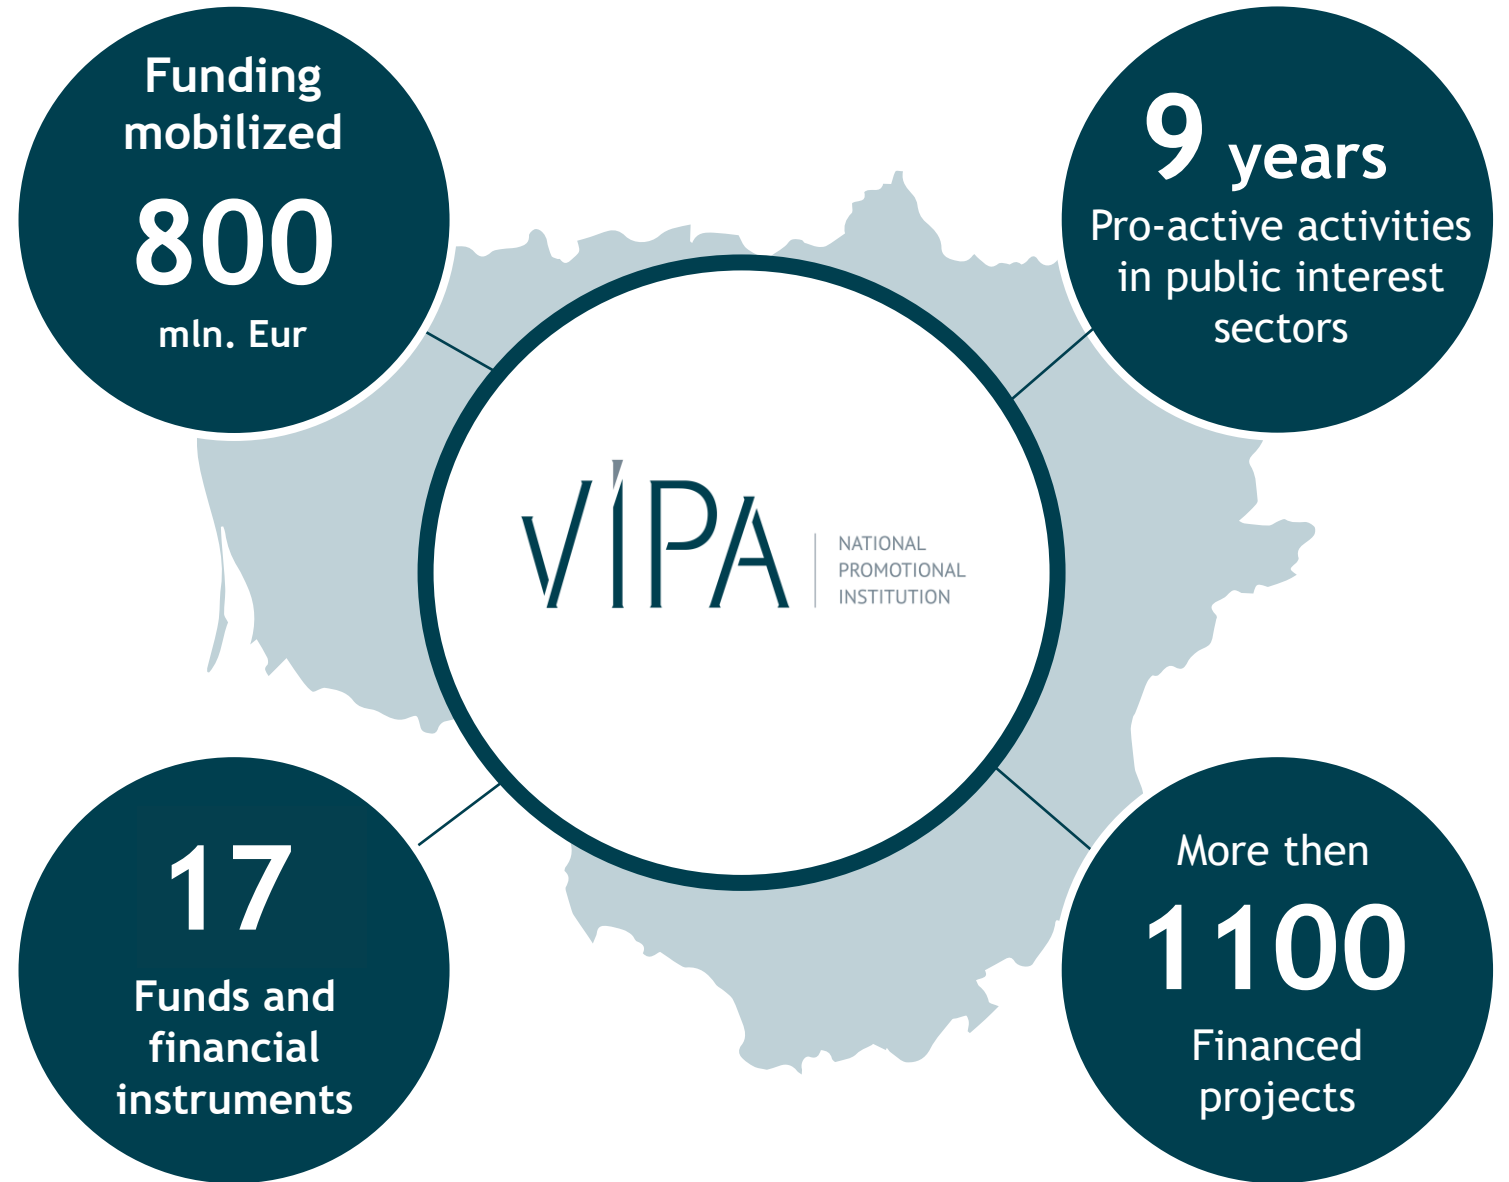 Funding
mobilized
800
mln. Eur
9 years
Pro-active activities
in public interest
sectors
VIPA
NATIONAL
PROMOTIONAL
INSTITUTION
17
Funds and
financial
instruments
More then
1100
Financed
projects